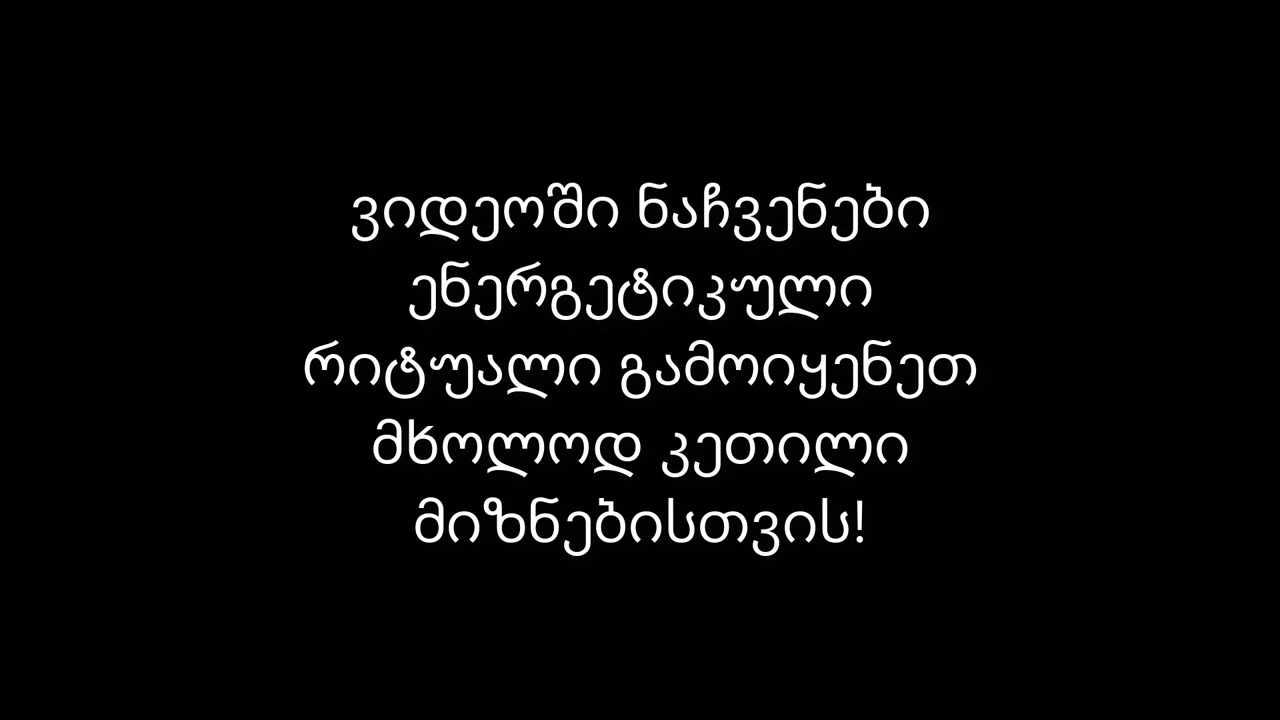 ვიდეოში ნაჩვენები
ენერგეტიკული
რიტუალი გამოიყენეთ
მხოლოდ კეთილი
მიზნებისთვის!